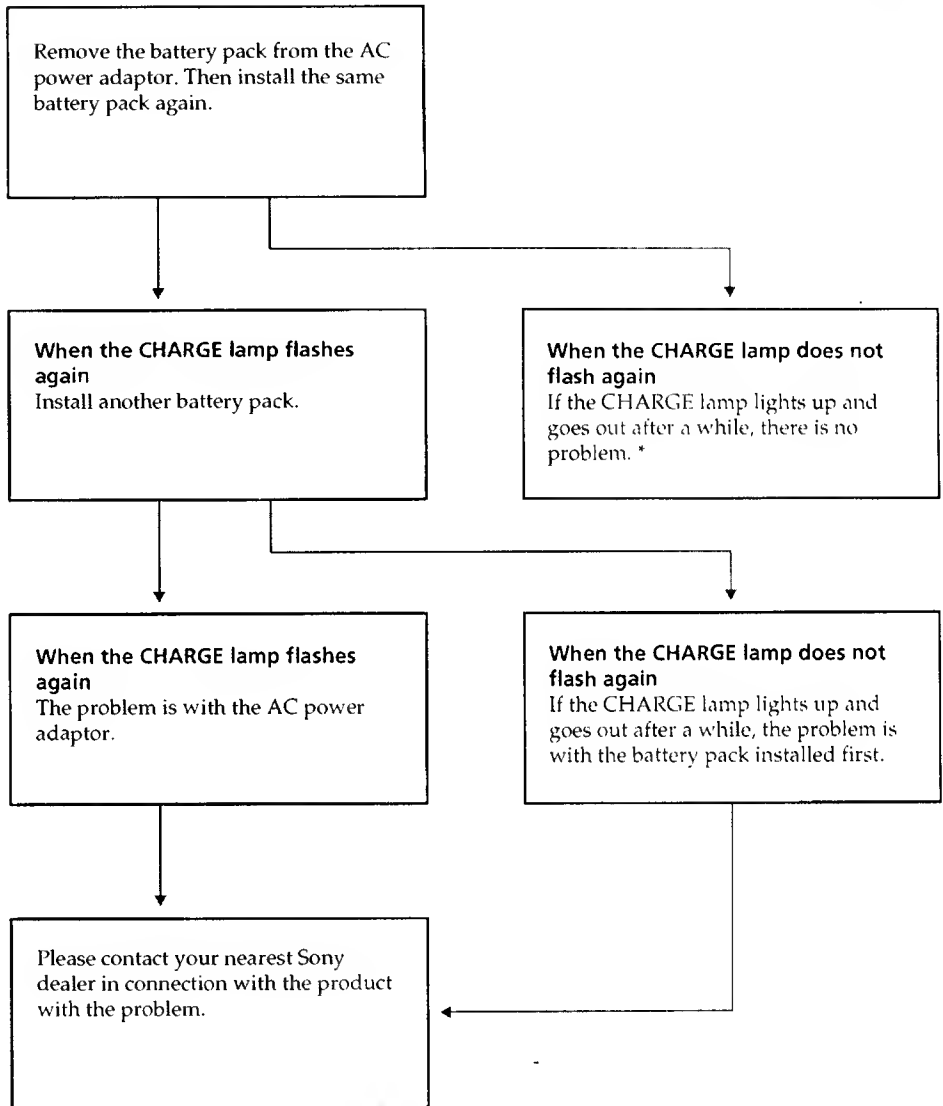 Remove the battery pack from the AC
power adaptor. Then install the same
battery pack again.
When the CHARGE lamp flashes
again
Install another battery pack.
When the CHARGE lamp does not
flash again
If the CHARGE lamp lights up and
goes out after a while, there is no
problem. *
When the CHARGE lamp flashes
again
The problem is with the AC power
adaptor.
When the CHARGE lamp does not
flash again
If the CHARGE lamp lights up and
goes out after a while, the problem is
with the battery pack installed first.
Please contact your nearest Sony
dealer in connection with the product
with the problem.